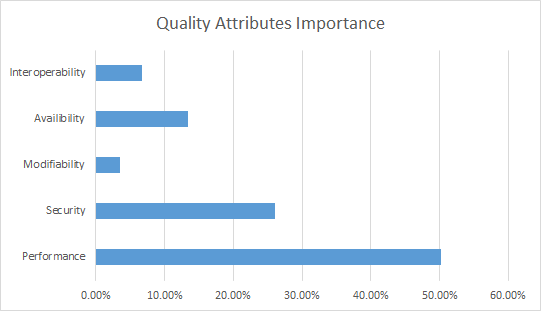 Quality Attributes Importance
Interoperability
Availibility
Modifiability
Security
Performance
0.00% 10.00% 20.00% 30.00% 40.00% 50.00% 60.00%